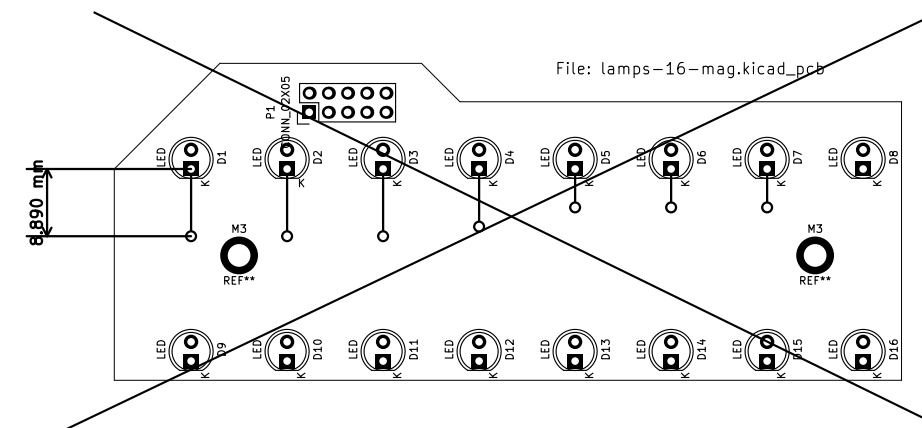 File: lamps-16-mag.kicad_pcb
P1
CONN_02X05
LED D1 K
LED D2 K
LED D3 K
LED D4 K
LED D5 K
LED D6 K
LED D7 K
LED D8 K
8.890 mm
M3
REF**
M3
REF**
LED D9 K
LED D10 K
LED D11 K
LED D12 K
LED D13 K
LED D14 K
LED D15 K
LED D16 K